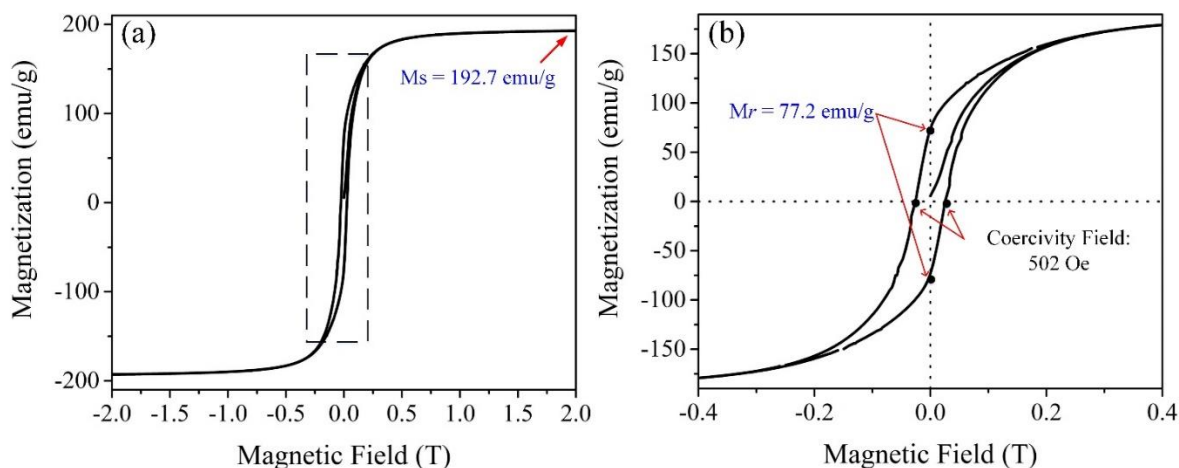 (a)
Ms = 192.7 emu/g
Magnetization (emu/g)
200
100
0
-100
-200
-2.0 -1.5 -1.0 -0.5 0.0 0.5 1.0 1.5 2.0
Magnetic Field (T)
(b)
Mr = 77.2 emu/g
Coercivity Field:
502 Oe
Magnetization (emu/g)
150
100
50
0
-50
-100
-150
-0.4 -0.2 0.0 0.2 0.4
Magnetic Field (T)